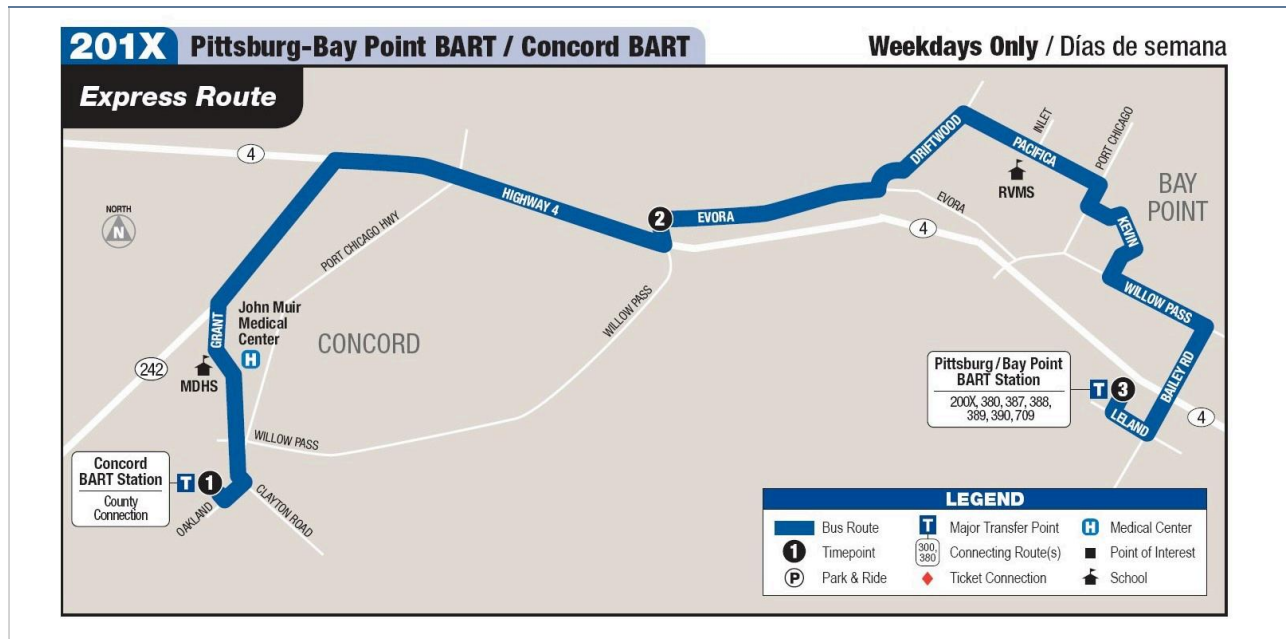 201X Pittsburg-Bay Point BART / Concord BART
Weekdays Only / Días de semana
Express Route
4
NORTH
N
HIGHWAY 4
PORT CHICAGO HWY
GRANT
John Muir
Medical
Center
H
CONCORD
242
MDHS
WILLOW PASS
WILLOW PASS
Concord
BART Station
County
Connection
T
1
OAKLAND
CLAYTON ROAD
2
EVORA
DRIFTWOOD
PACIFICA
INLET
PORT CHICAGO
RVMS
BAY
POINT
EVORA
4
KEVIN
WILLOW PASS
BAILEY RD
Pittsburg/Bay Point
BART Station
200X, 380, 387, 388,
389, 390, 709
T
3
LELAND
4
LEGEND
Bus Route
1 Timepoint
P Park & Ride
T Major Transfer Point
300,
380
Connecting Route(s)
Ticket Connection
H Medical Center
Point of Interest
School